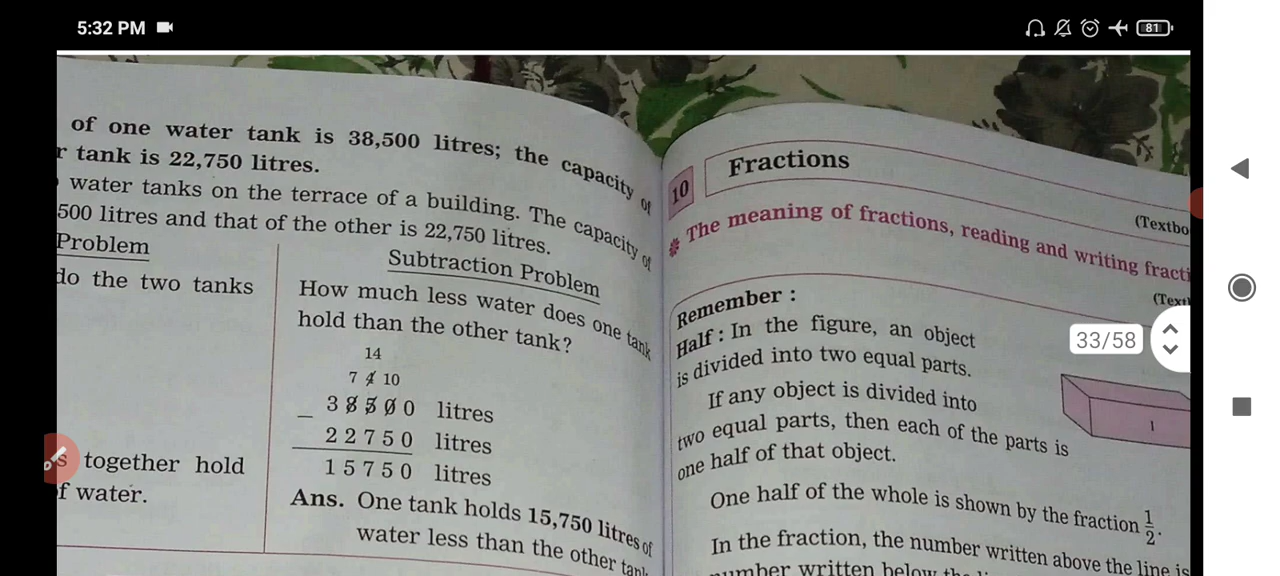 5:32 PM
81
of one water tank is 38,500 litres; the capacity of
r tank is 22,750 litres.
water tanks on the terrace of a building. The capacity of
500 litres and that of the other is 22,750 litres.
Problem
do the two tanks
s together hold
f water.
Subtraction Problem
How much less water does one tank
hold than the other tank?
14
7 4 10
– 3 8 5 0 0 litres
2 2 7 5 0 litres
1 5 7 5 0 litres
Ans. One tank holds 15,750 litres of
water less than the other tank
10 Fractions
(Textbo
* The meaning of fractions, reading and writing fracti
(Text
Remember :
Half : In the figure, an object
is divided into two equal parts.
If any object is divided into
two equal parts, then each of the parts is
one half of that object.
One half of the whole is shown by the fraction 1/2.
In the fraction, the number written above the line is
number written below
1
33/58